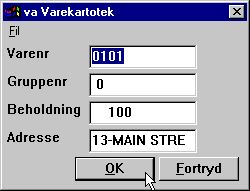 va Varekartotek
Fil
Varenr 0101
Gruppenr 0
Beholdning 100
Adresse 13-MAIN STRE
OK Fortryd